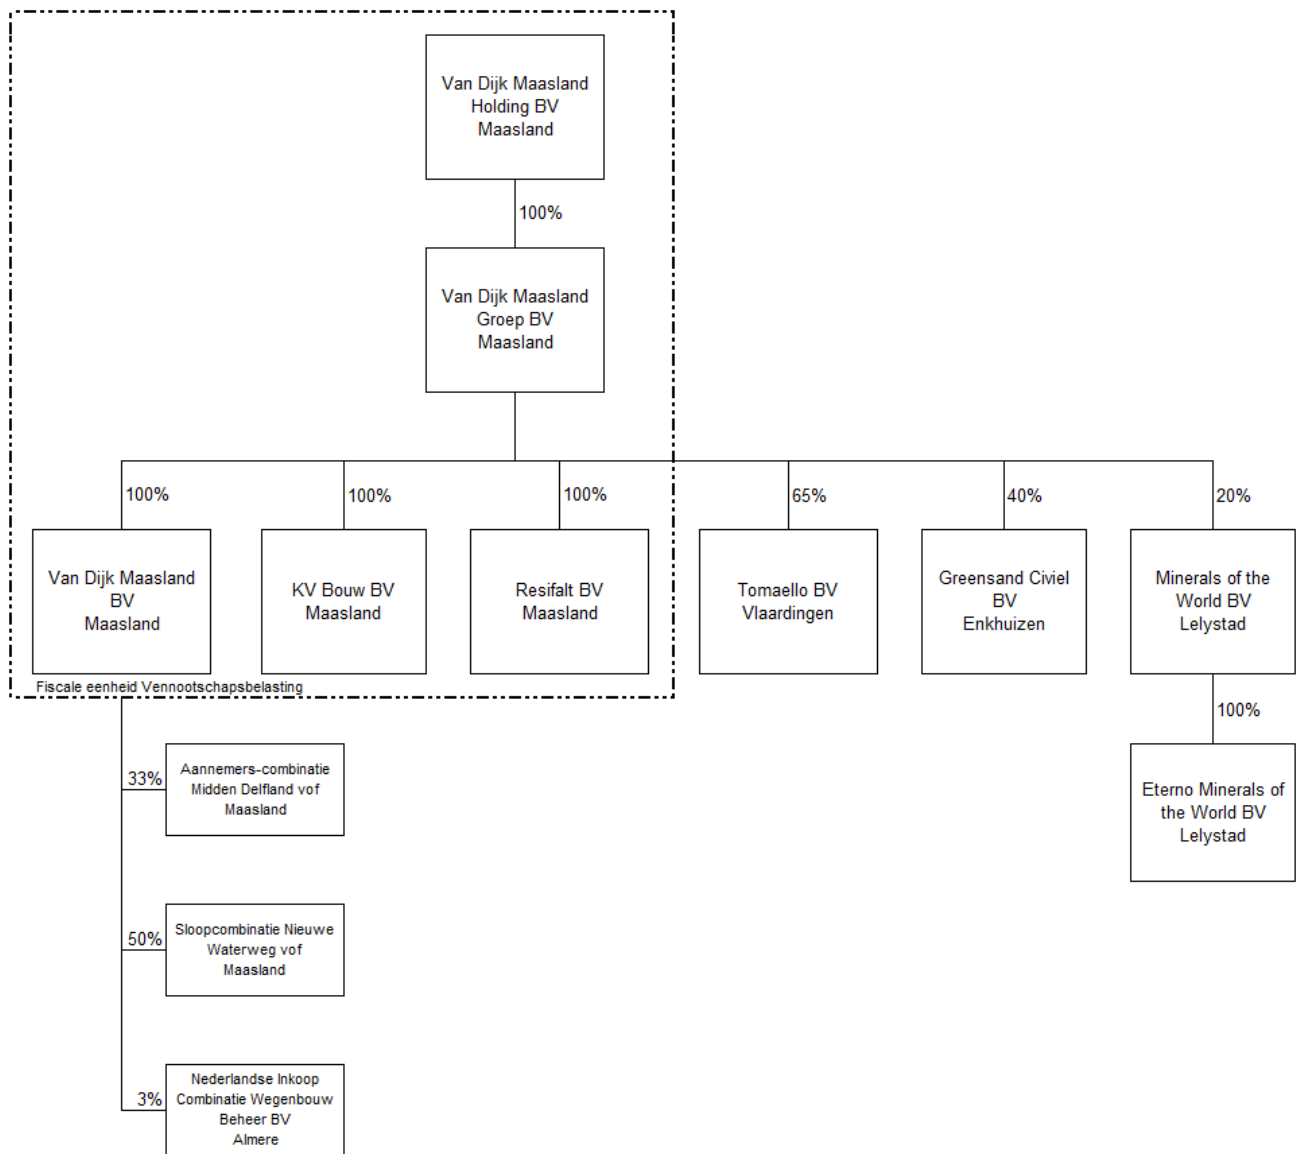 Van Dijk Maasland
Holding BV
Maasland
100%
Van Dijk Maasland
Groep BV
Maasland
100%
100%
100%
65%
40%
20%
Van Dijk Maasland
BV
Maasland
KV Bouw BV
Maasland
Resifalt BV
Maasland
Tomaello BV
Vlaardingen
Greensand Civiel
BV
Enkhuizen
Minerals of the
World BV
Lelystad
Fiscale eenheid Vennootschapsbelasting
100%
33%
Aannemers-combinatie
Midden Delfland vof
Maasland
Eterno Minerals of
the World BV
Lelystad
50%
Sloopcombinatie Nieuwe
Waterweg vof
Maasland
3%
Nederlandse Inkoop
Combinatie Wegenbouw
Beheer BV
Almere